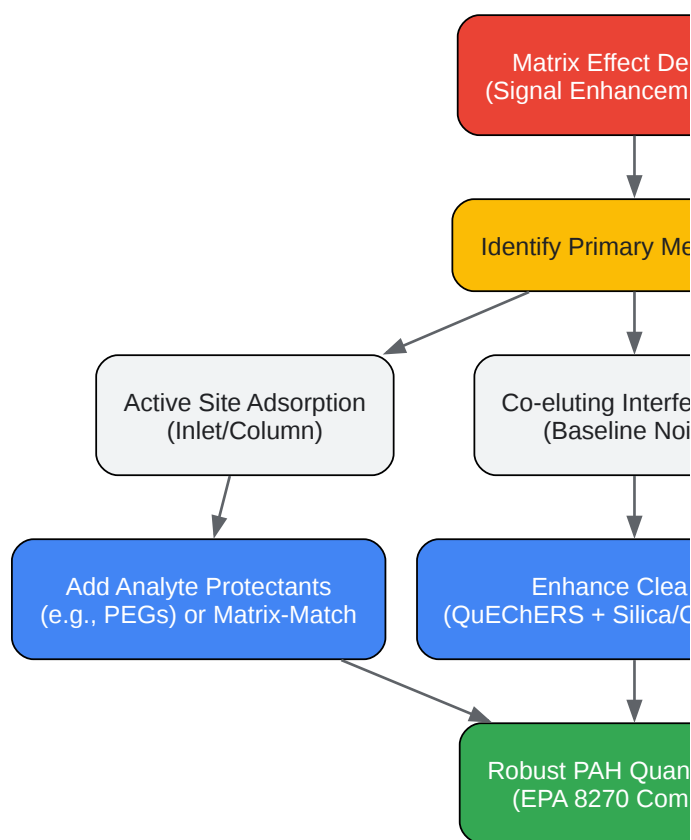 Matrix Effect De
(Signal Enhancem
Identify Primary Me
Active Site Adsorption
(Inlet/Column)
Co-eluting Interfe
(Baseline Noi
Add Analyte Protectants
(e.g., PEGs) or Matrix-Match
Enhance Clea
(QuEChERS + Silica/
Robust PAH Quan
(EPA 8270 Com